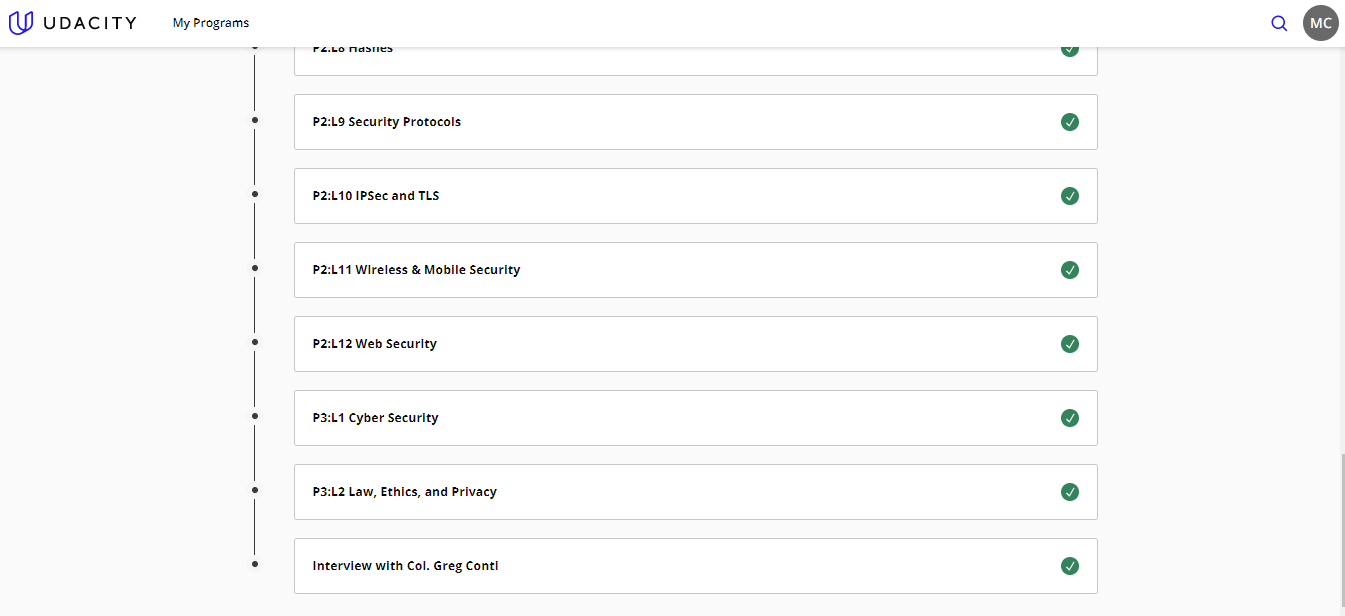 UDACITY
My Programs
MC
P2:L8 Hashes
P2:L9 Security Protocols
P2:L10 IPSec and TLS
P2:L11 Wireless & Mobile Security
P2:L12 Web Security
P3:L1 Cyber Security
P3:L2 Law, Ethics, and Privacy
Interview with Col. Greg Conti